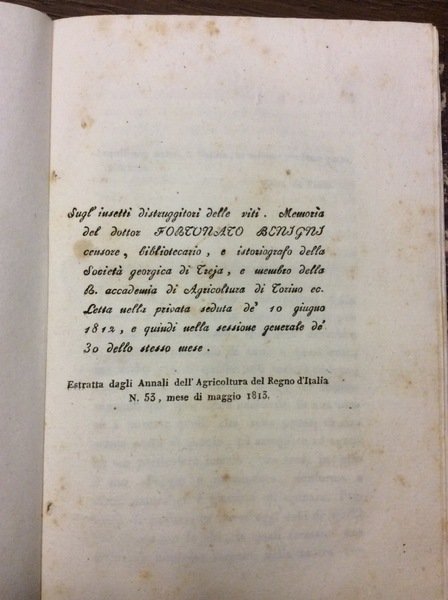 Sugl' insetti distruggitori delle viti. Memoria
del dottor FORTUNATO BENIGNI
censore, bibliotecario, e istoriografo della
Società georgica di Treja, e membro della
R. accademia di Agricoltura di Torino ec.
Letta nella privata seduta de' 10 giugno
1812, e quindi nella sessione generale de'
30 dello stesso mese.
Estratta dagli Annali dell'Agricoltura del Regno d'Italia
N. 53, mese di maggio 1813.